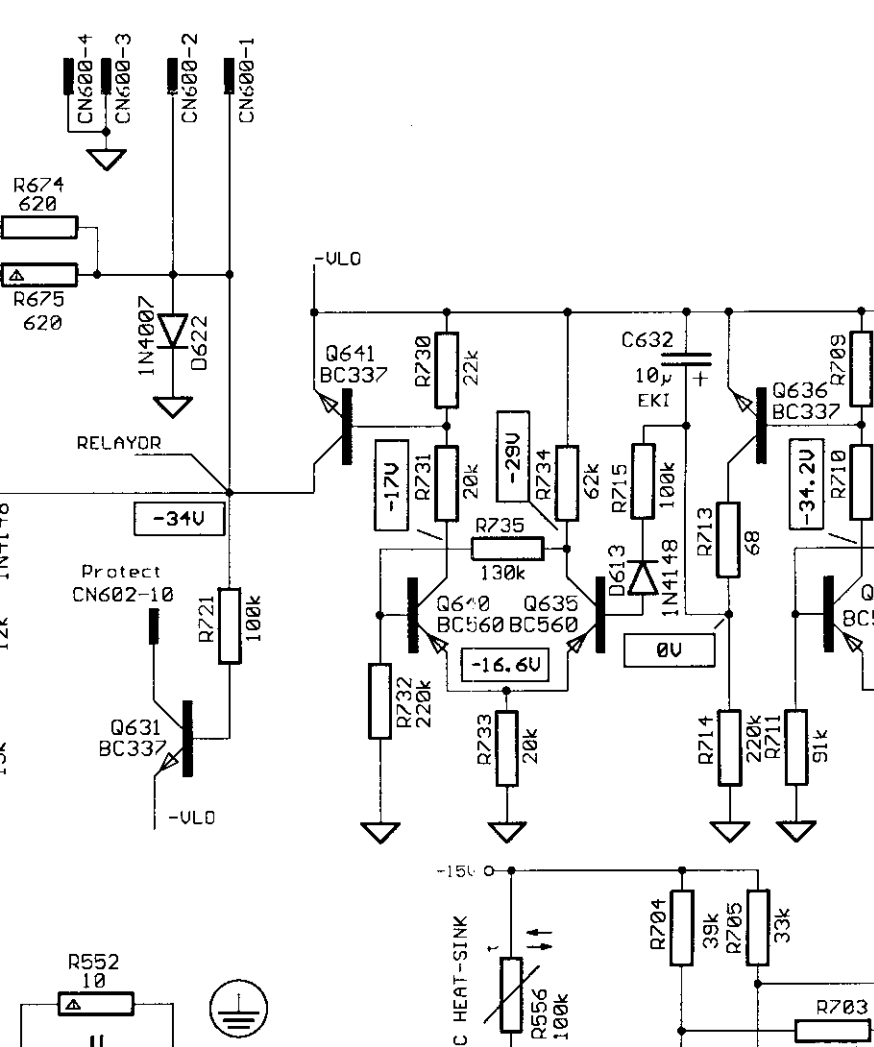 CN600-4
CN600-3
CN600-2
CN600-1
R674
620
R675
620
1N4007
D622
-VLO
Q641
BC337
R730
22k
C632
10µ
+
EKI
Q636
BC337
R709
RELAYDR
-34V
-17V
R731
20k
-29V
R734
62k
R715
100k
R713
68
-34.2V
R710
1N4148
12k
Protect
CN602-10
R721
100k
R735
130k
D613
1N4148
Q640
BC560
Q635
BC560
-16.6V
0V
R732
220k
R733
20k
R714
220k
R711
91k
Q631
BC337
-VLO
-15V
R704
39k
R705
33k
HEAT-SINK
R556
100k
R703
R552
10